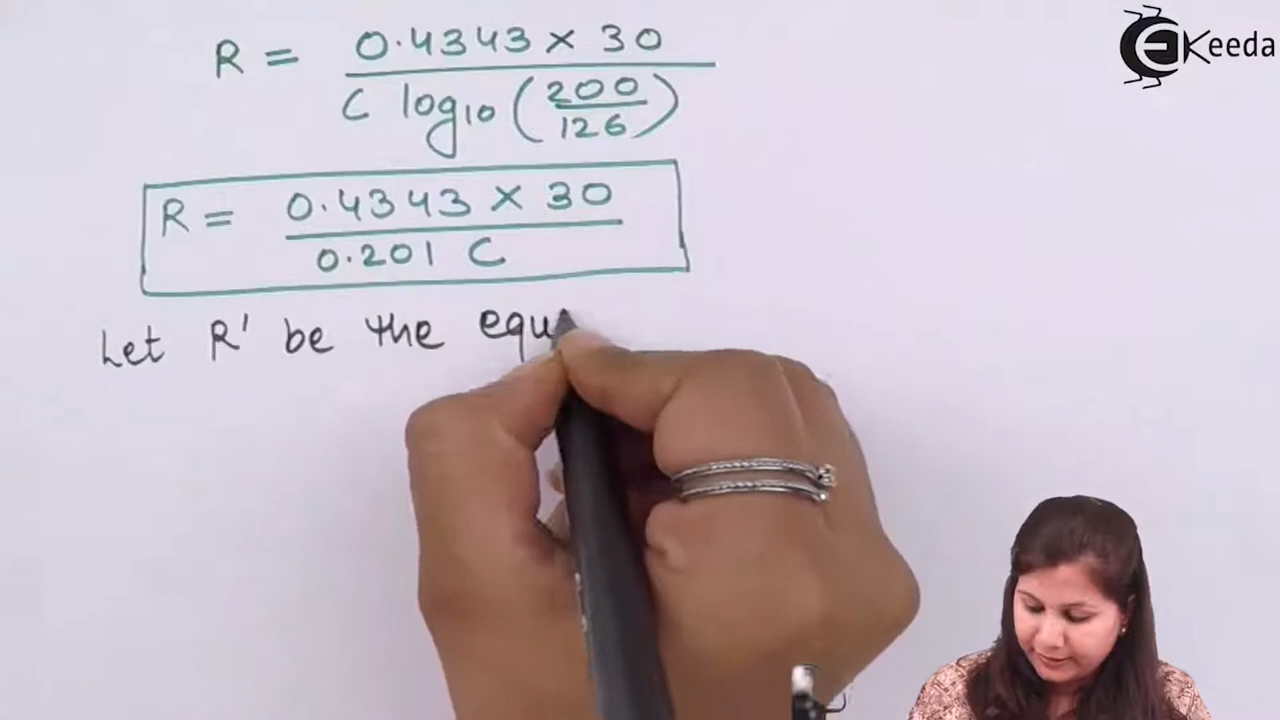 EKeeda
R = 0.4343 × 30 / C log10 (200/126)
R = 0.4343 × 30 / 0.201 C
Let R' be the equ